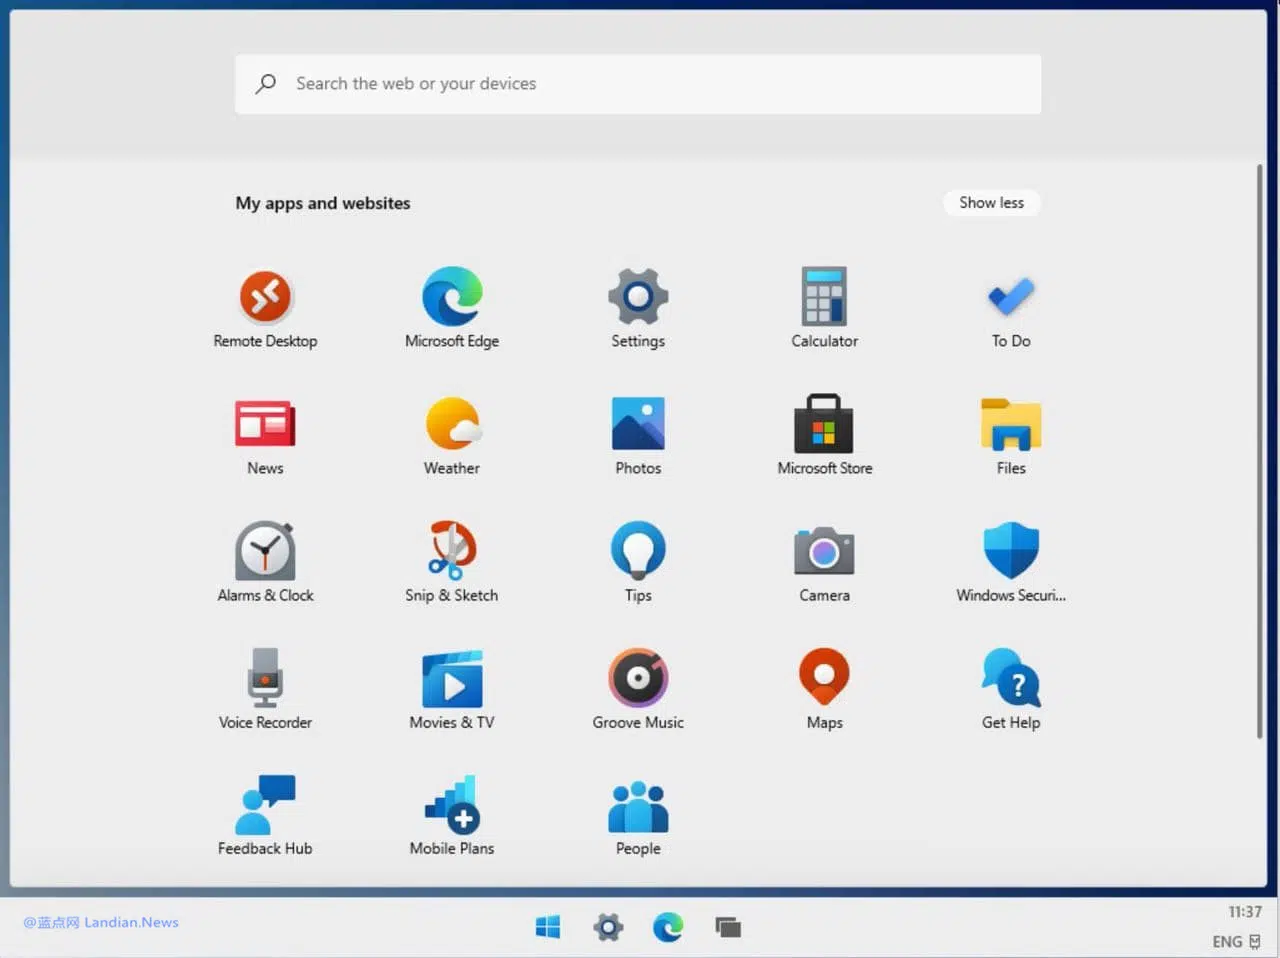 Search the web or your devices
My apps and websites
Show less
Remote Desktop
Microsoft Edge
Settings
Calculator
To Do
News
Weather
Photos
Microsoft Store
Files
Alarms & Clock
Snip & Sketch
Tips
Camera
Windows Securi...
Voice Recorder
Movies & TV
Groove Music
Maps
Get Help
Feedback Hub
Mobile Plans
People
@蓝点网 Landian.News
11:37
ENG